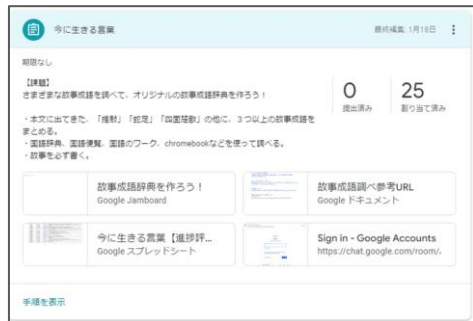 今に生きる言葉
最終編集: 1月18日
期限なし
【課題】
さまざまな故事成語を調べて、オリジナルの故事成語辞典を作ろう!
0
提出済み
25
割り当て済み
・本文に出てきた、「推敲」「蛇足」「四面楚歌」の他に、3つ以上の故事成語を
まとめる。
・国語辞典、国語便覧、国語のワーク、chromebookなどを使って調べる。
・故事を必ず書く。
故事成語辞典を作ろう!
Google Jamboard
故事成語調べ参考URL
Google ドキュメント
今に生きる言葉【進捗評...
Google スプレッドシート
Sign in - Google Accounts
https://chat.google.com/room/
手順を表示